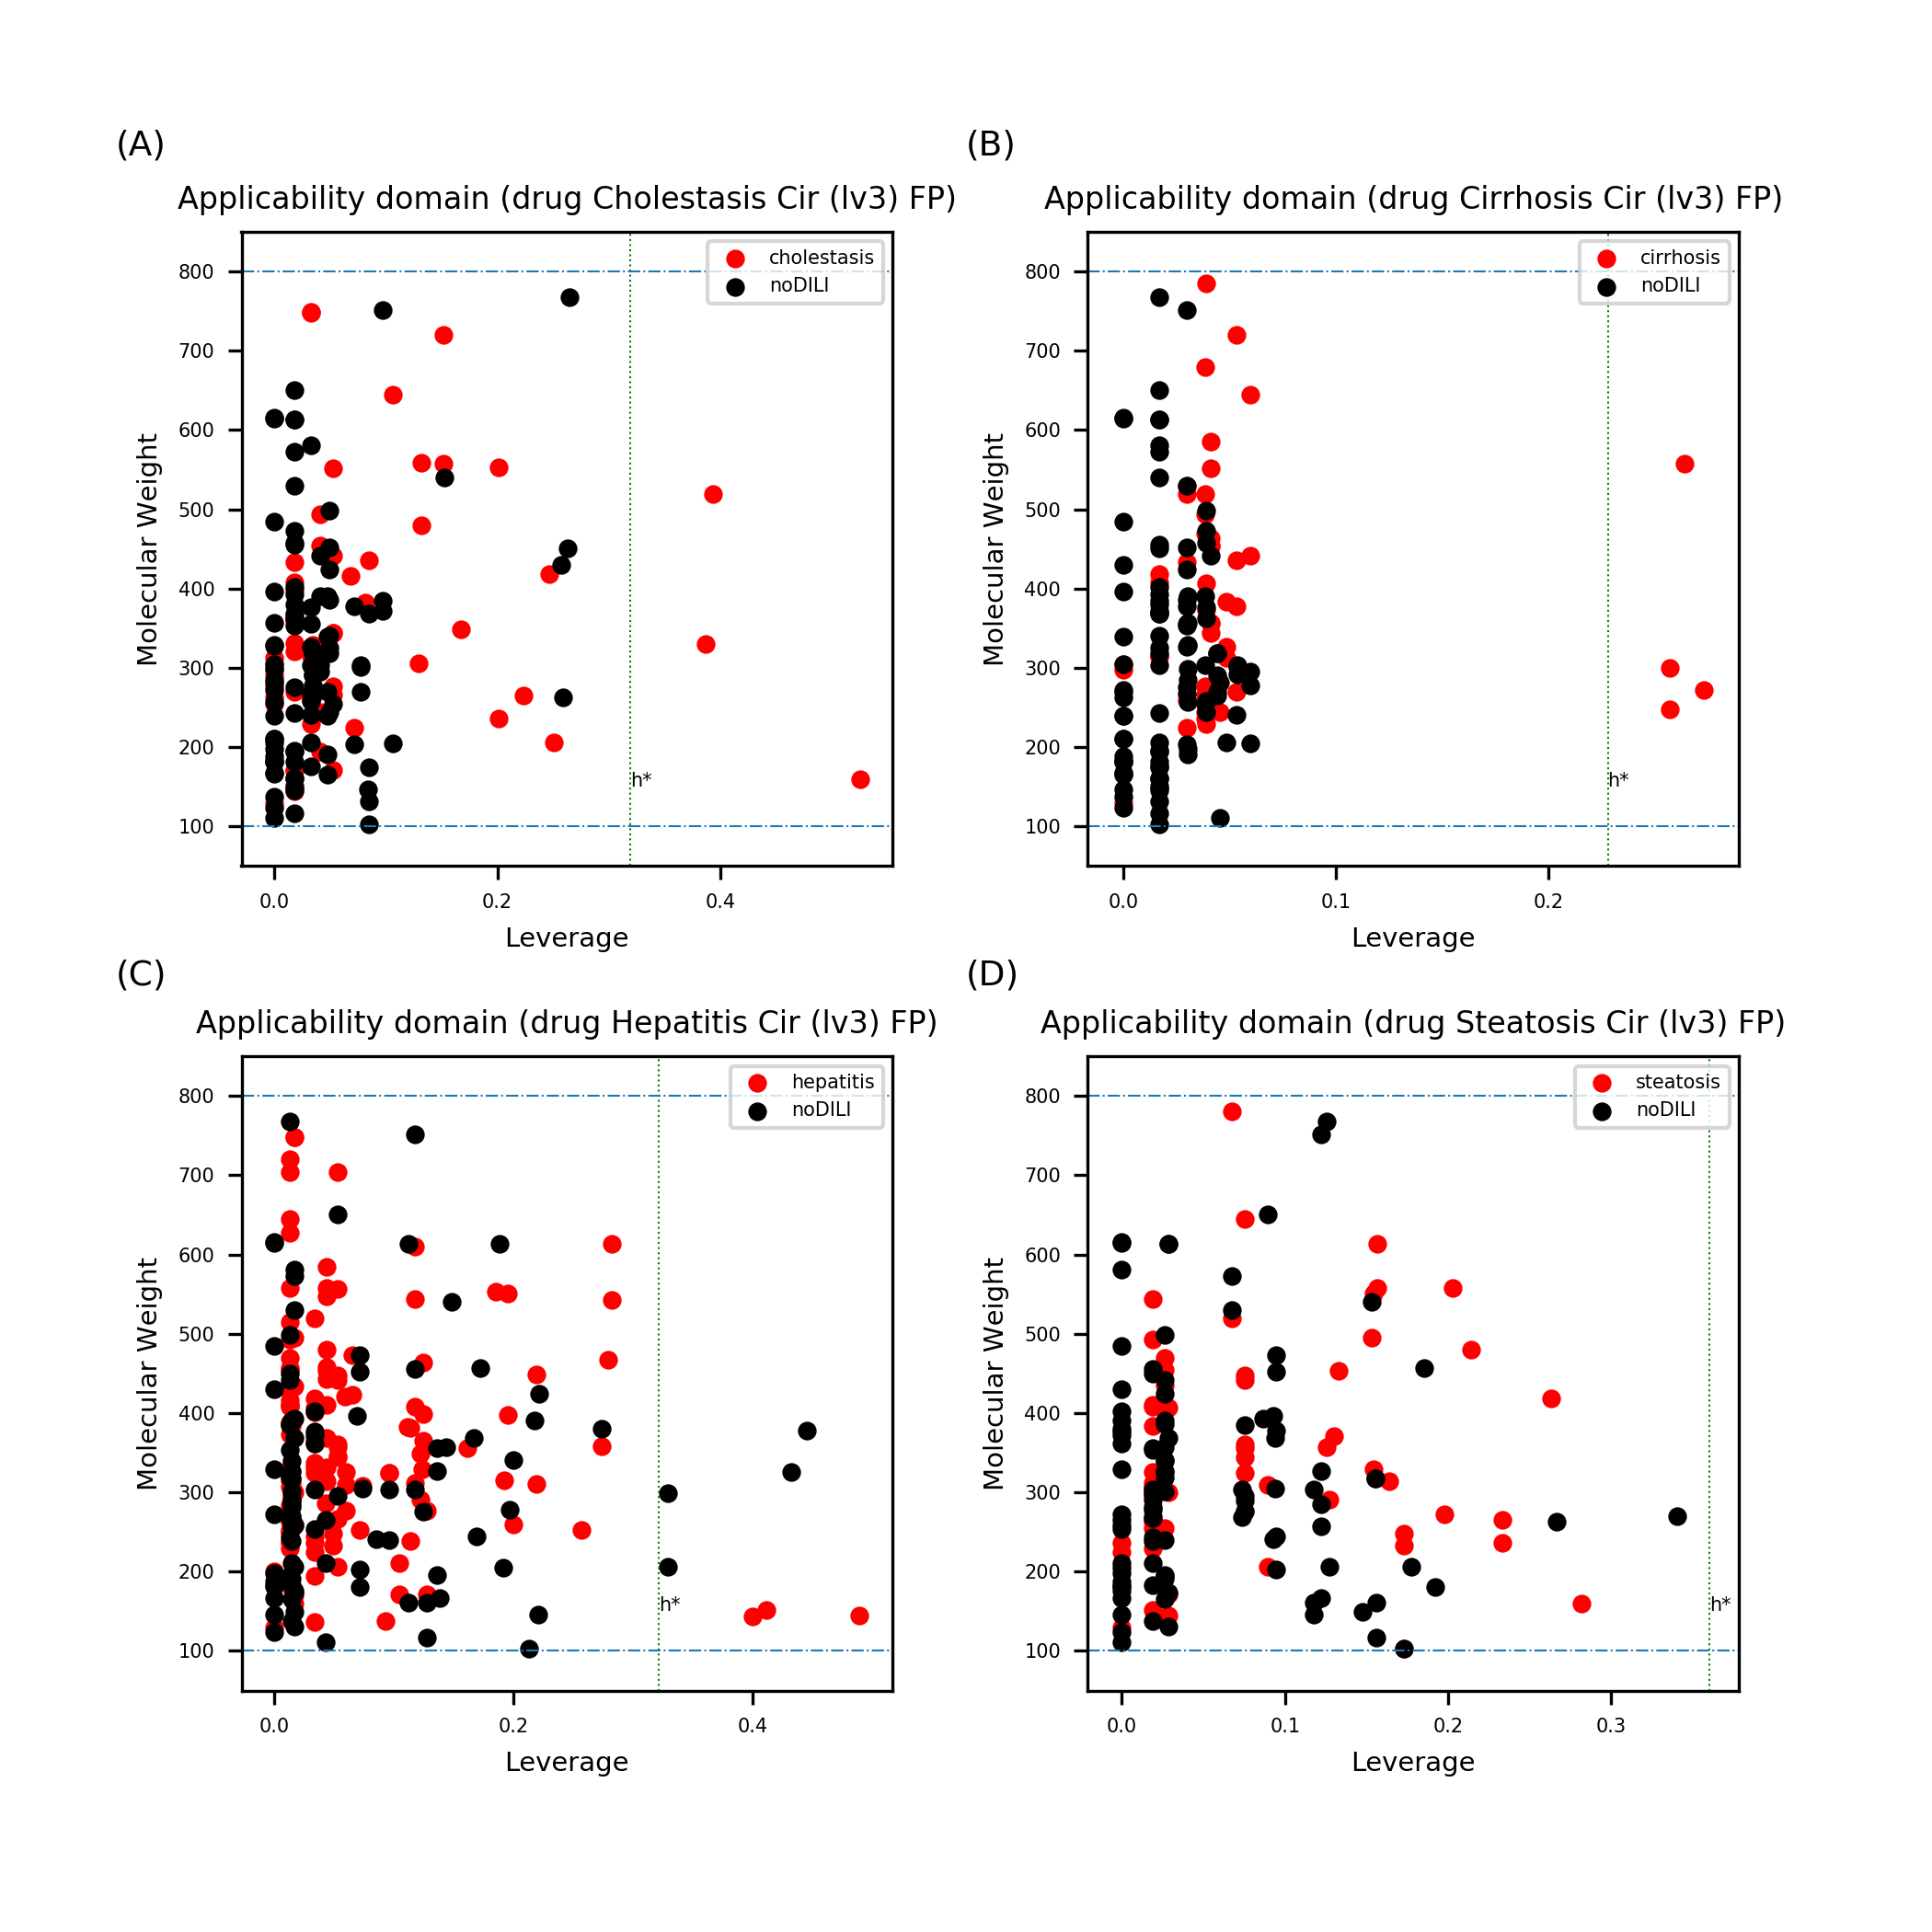 (A)
Applicability domain (drug Cholestasis Cir (lv3) FP)
cholestasis
noDILI
800
700
600
500
400
300
200
100
Molecular Weight
h*
0.0 0.2 0.4
Leverage
(B)
Applicability domain (drug Cirrhosis Cir (lv3) FP)
cirrhosis
noDILI
800
700
600
500
400
300
200
100
Molecular Weight
h*
0.0 0.1 0.2
Leverage
(C)
Applicability domain (drug Hepatitis Cir (lv3) FP)
hepatitis
noDILI
800
700
600
500
400
300
200
100
Molecular Weight
h*
0.0 0.2 0.4
Leverage
(D)
Applicability domain (drug Steatosis Cir (lv3) FP)
steatosis
noDILI
800
700
600
500
400
300
200
100
Molecular Weight
h*
0.0 0.1 0.2 0.3
Leverage